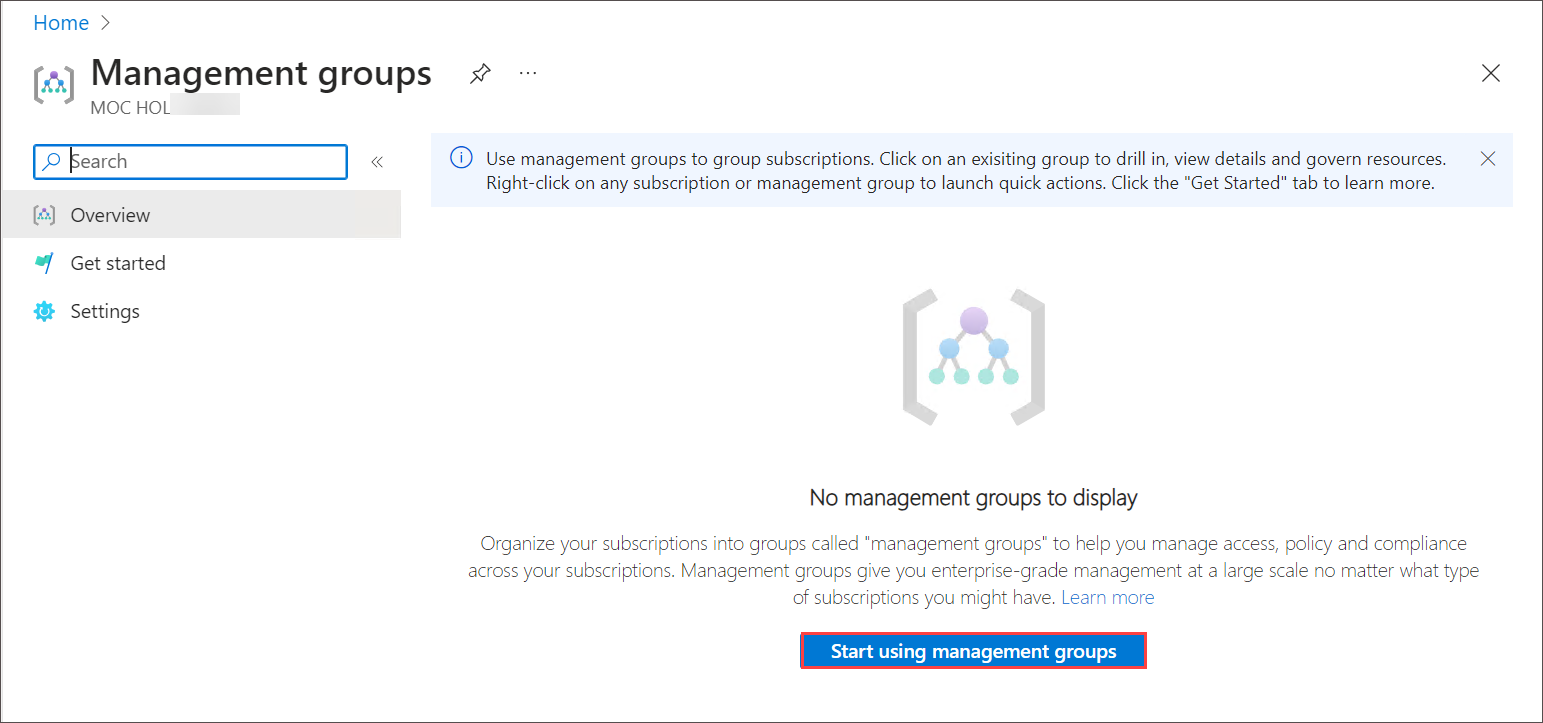 Home
Management groups
MOC HOL
Search
Overview
Get started
Settings
Use management groups to group subscriptions. Click on an exisiting group to drill in, view details and govern resources.
Right-click on any subscription or management group to launch quick actions. Click the "Get Started" tab to learn more.
No management groups to display
Organize your subscriptions into groups called "management groups" to help you manage access, policy and compliance
across your subscriptions. Management groups give you enterprise-grade management at a large scale no matter what type
of subscriptions you might have. Learn more
Start using management groups